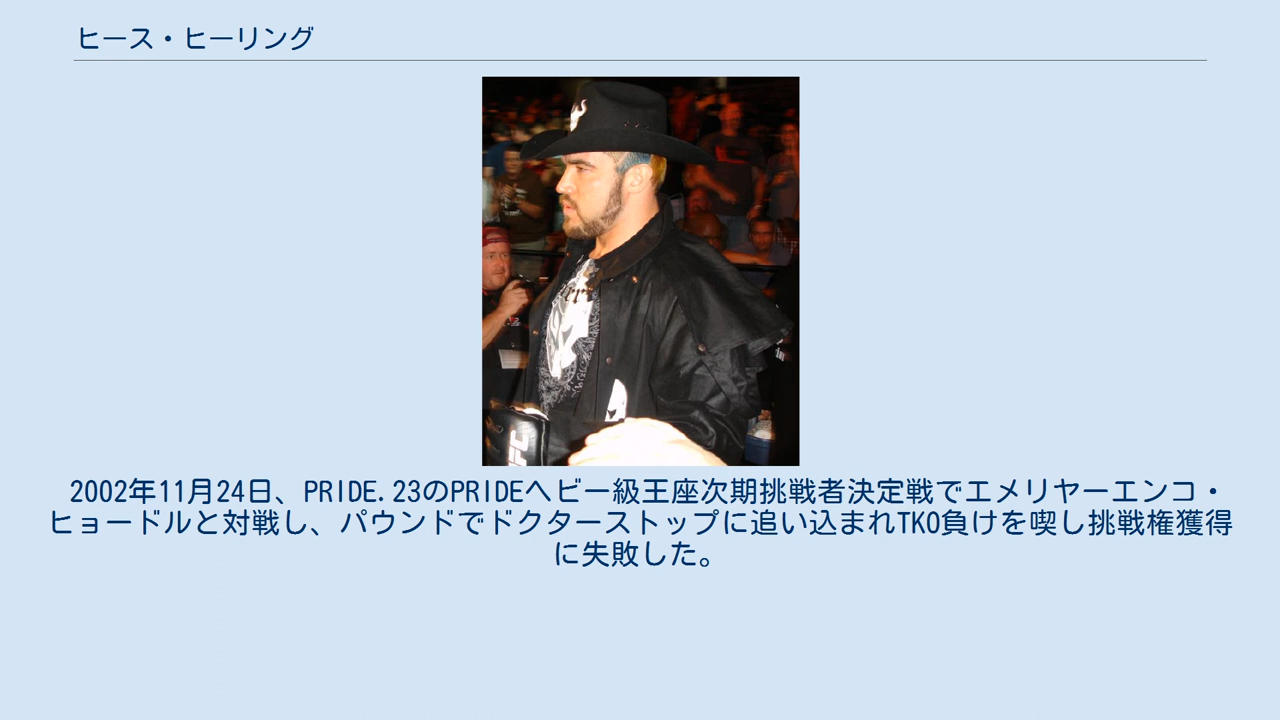 ヒース・ヒーリング
2002年11月24日、PRIDE.23のPRIDEヘビー級王座次期挑戦者決定戦でエメリヤーエンコ・
ヒョードルと対戦し、パウンドでドクターストップに追い込まれTKO負けを喫し挑戦権獲得
に失敗した。